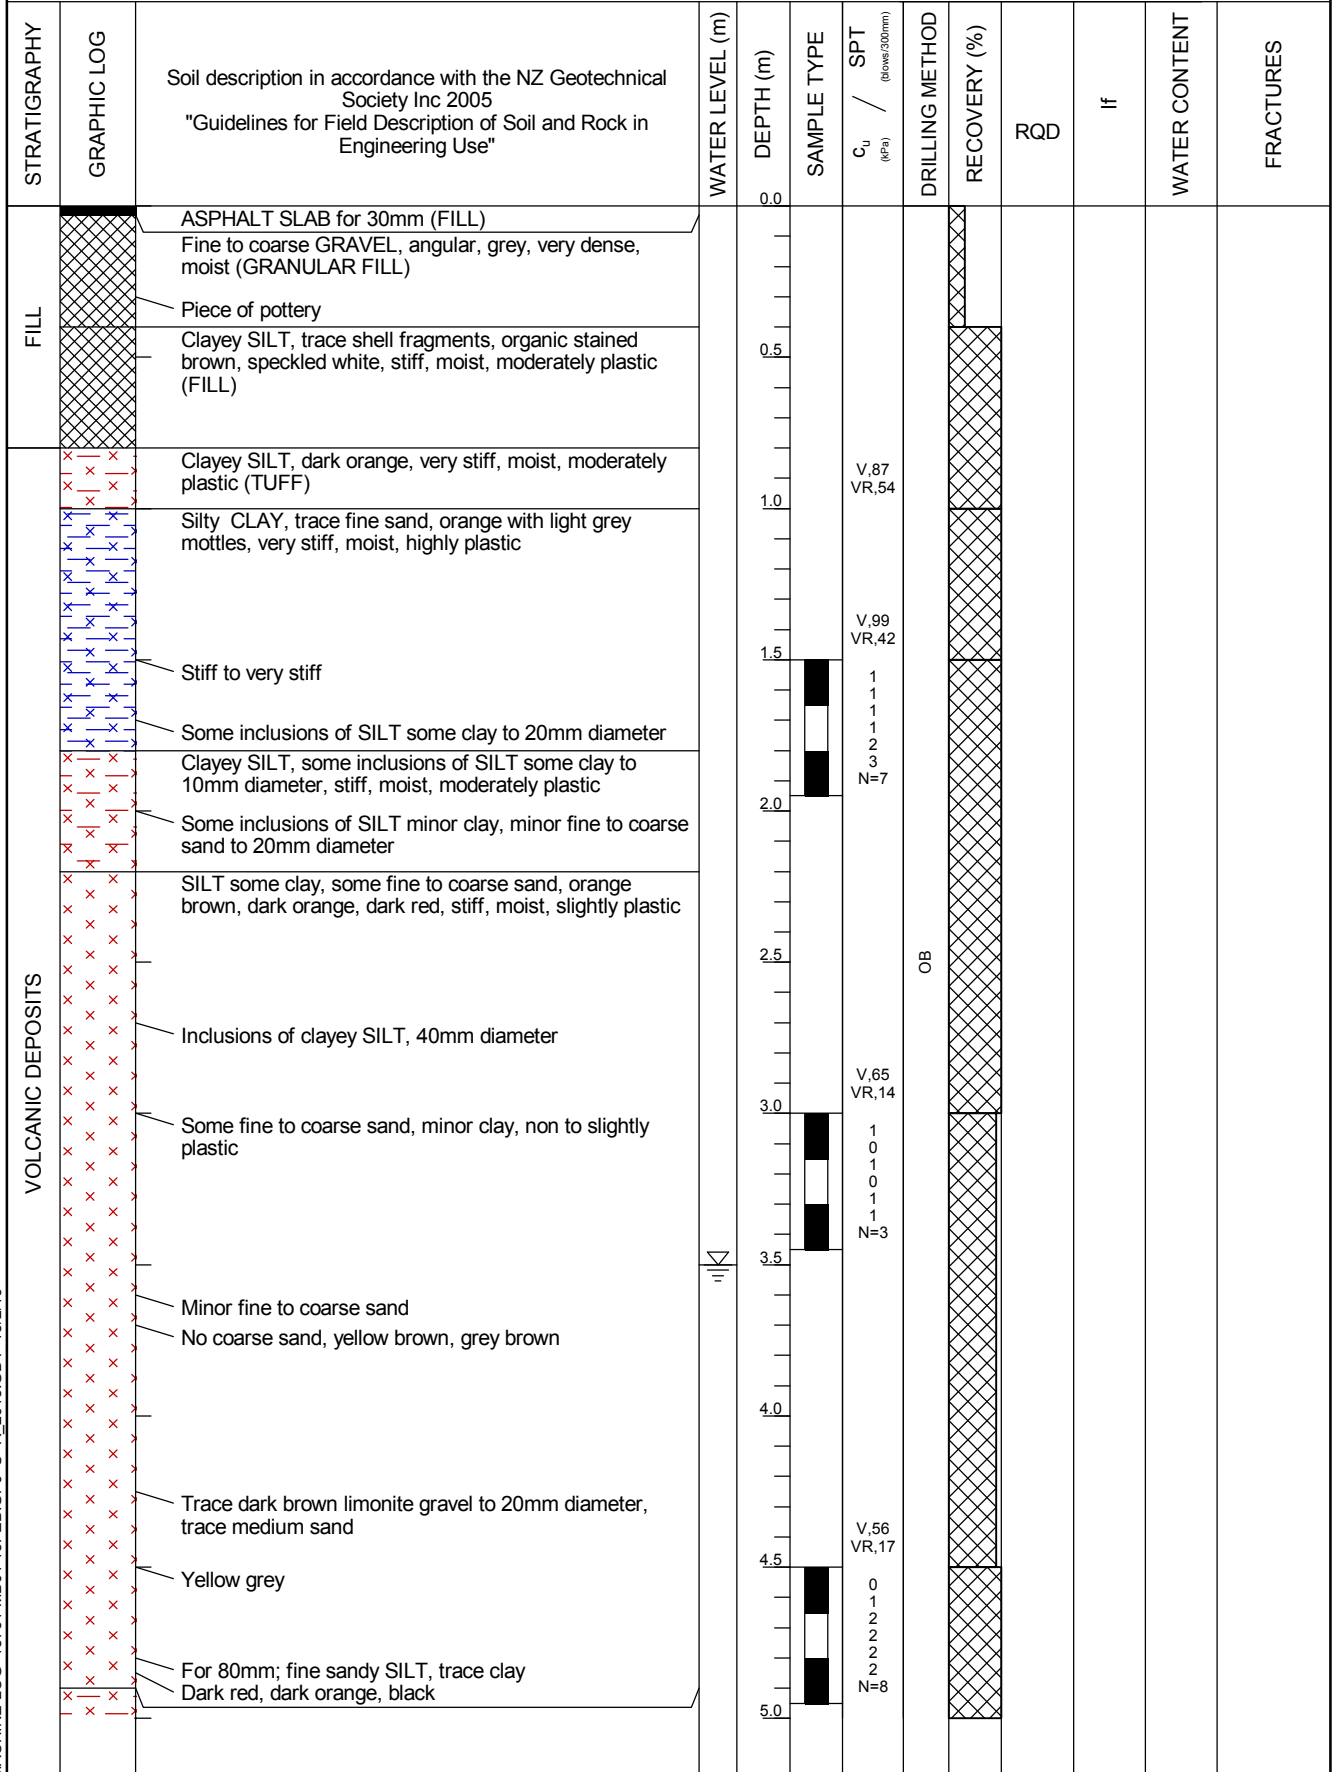 STRATIGRAPHY
GRAPHIC LOG
Soil description in accordance with the NZ Geotechnical
Society Inc 2005
"Guidelines for Field Description of Soil and Rock in
Engineering Use"
WATER LEVEL (m)
DEPTH (m)
SAMPLE TYPE
cu (kPa) / SPT (blows/300mm)
DRILLING METHOD
RECOVERY (%)
RQD
If
WATER CONTENT
FRACTURES
0.0
FILL
ASPHALT SLAB for 30mm (FILL)
Fine to coarse GRAVEL, angular, grey, very dense,
moist (GRANULAR FILL)
Piece of pottery
Clayey SILT, trace shell fragments, organic stained
brown, speckled white, stiff, moist, moderately plastic
(FILL)
0.5
VOLCANIC DEPOSITS
Clayey SILT, dark orange, very stiff, moist, moderately
plastic (TUFF)
V,87
VR,54
1.0
Silty CLAY, trace fine sand, orange with light grey
mottles, very stiff, moist, highly plastic
V,99
VR,42
1.5
Stiff to very stiff
1
1
1
1
2
3
N=7
Some inclusions of SILT some clay to 20mm diameter
Clayey SILT, some inclusions of SILT some clay to
10mm diameter, stiff, moist, moderately plastic
2.0
Some inclusions of SILT minor clay, minor fine to coarse
sand to 20mm diameter
SILT some clay, some fine to coarse sand, orange
brown, dark orange, dark red, stiff, moist, slightly plastic
2.5
OB
Inclusions of clayey SILT, 40mm diameter
V,65
VR,14
3.0
Some fine to coarse sand, minor clay, non to slightly
plastic
1
0
1
0
1
1
N=3
3.5
Minor fine to coarse sand
No coarse sand, yellow brown, grey brown
4.0
Trace dark brown limonite gravel to 20mm diameter,
trace medium sand
V,56
VR,17
4.5
Yellow grey
0
1
2
2
2
2
N=8
For 80mm; fine sandy SILT, trace clay
Dark red, dark orange, black
5.0